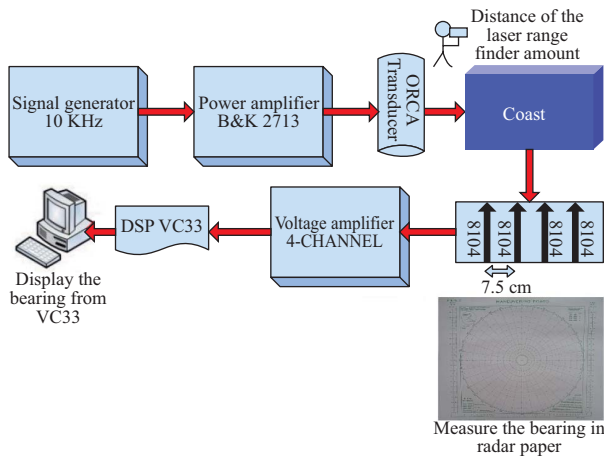 Distance of the
laser range
finder amount
Signal generator
10 KHz
Power amplifier
B&K 2713
ORCA
Transducer
Coast
Display the
bearing from
VC33
DSP VC33
Voltage amplifier
4-CHANNEL
8104
8104
8104
8104
7.5 cm
Measure the bearing in
radar paper